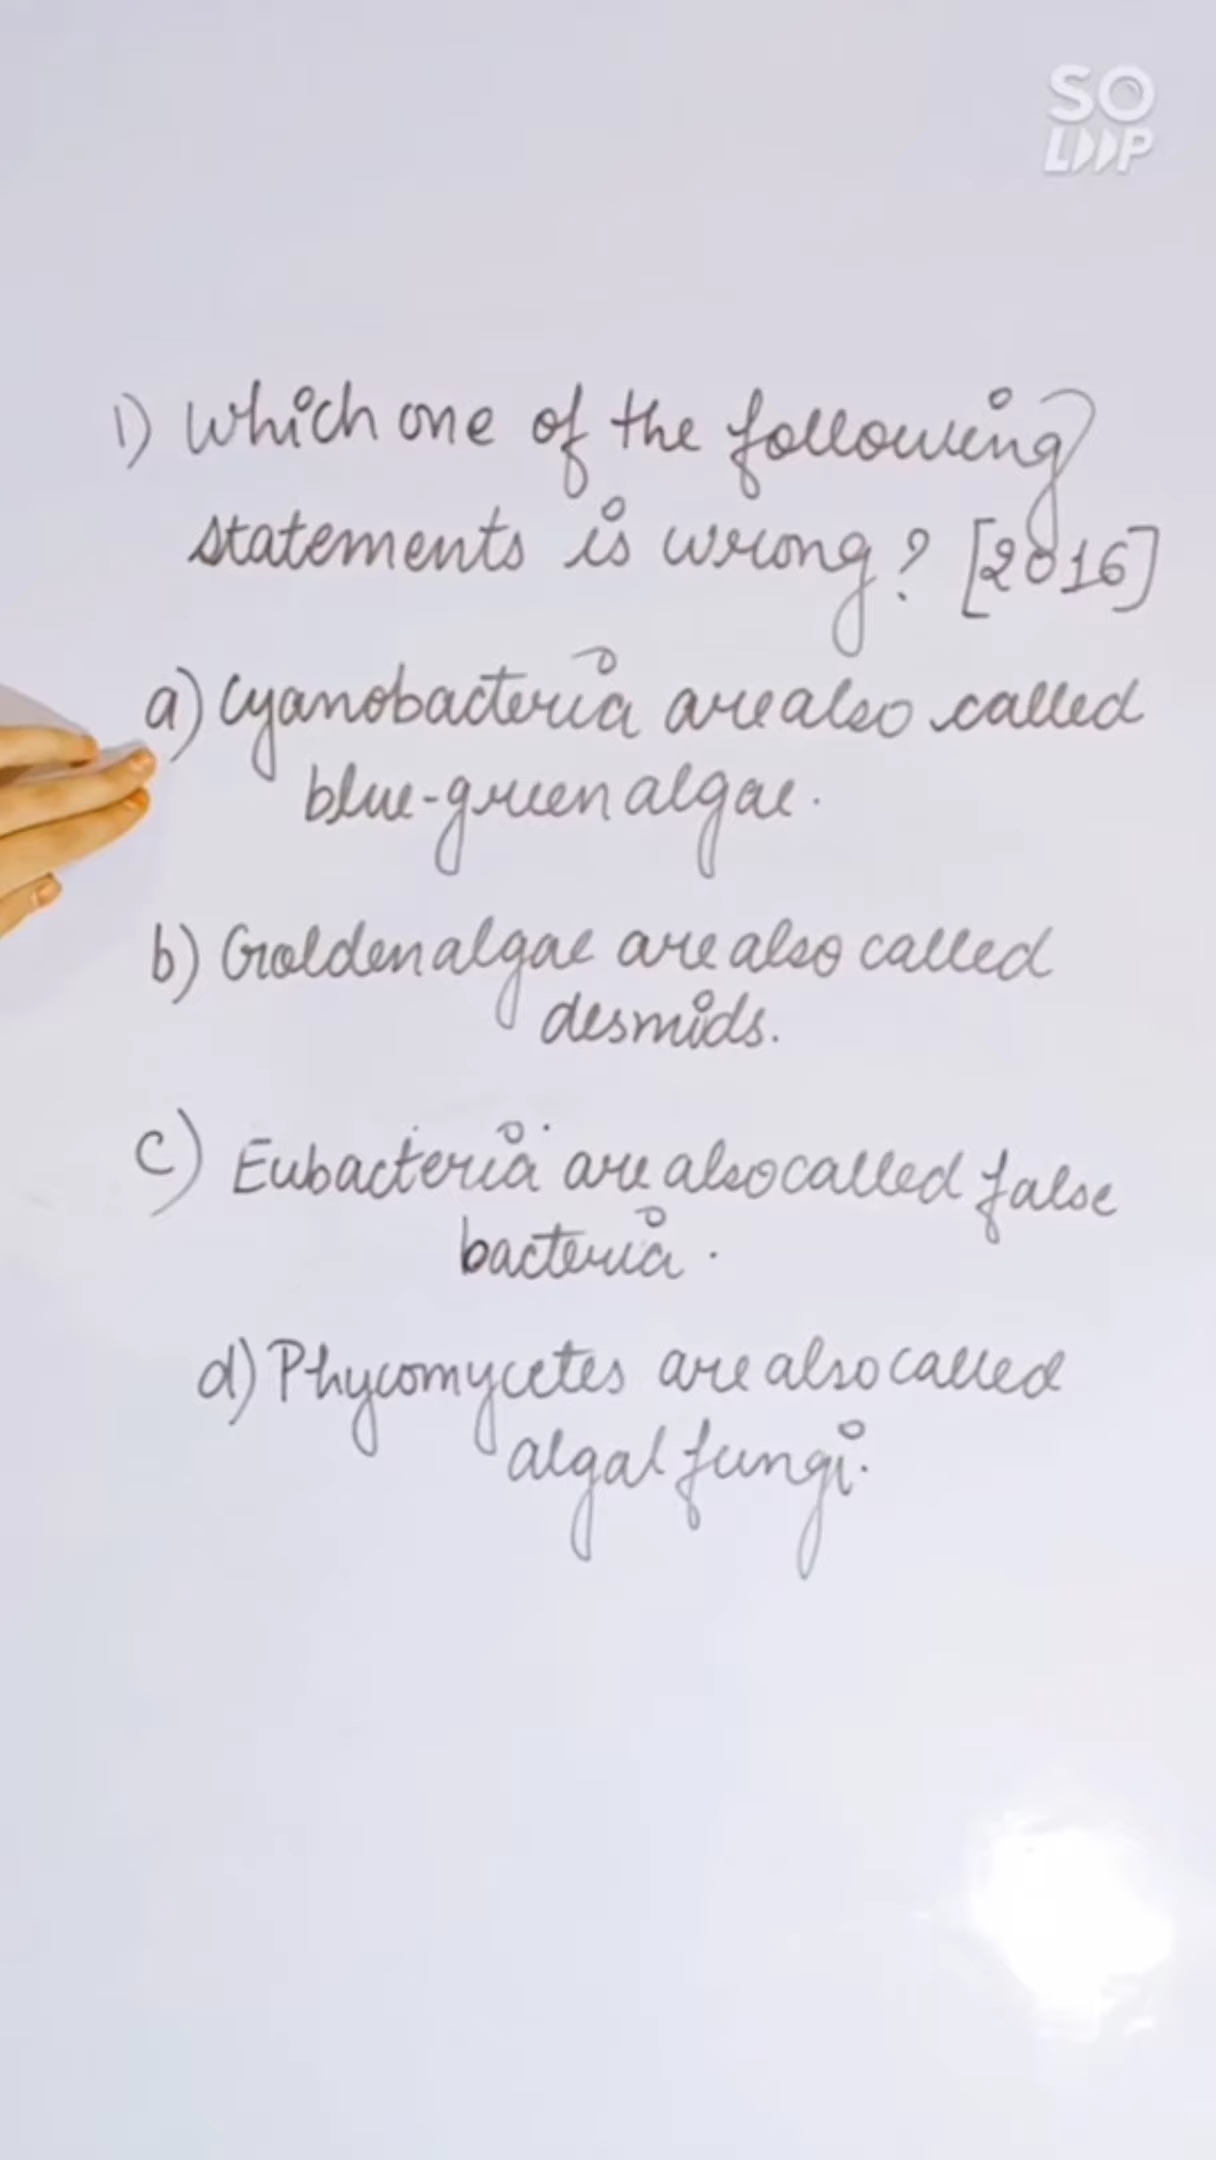 SO
LOOP
1) Which one of the following
statements is wrong? [2016]
a) Cyanobacteria are also called
blue-green algae.
b) Golden algae are also called
desmids.
c) Eubacteria are also called false
bacteria.
d) Phycomycetes are also called
algal fungi.